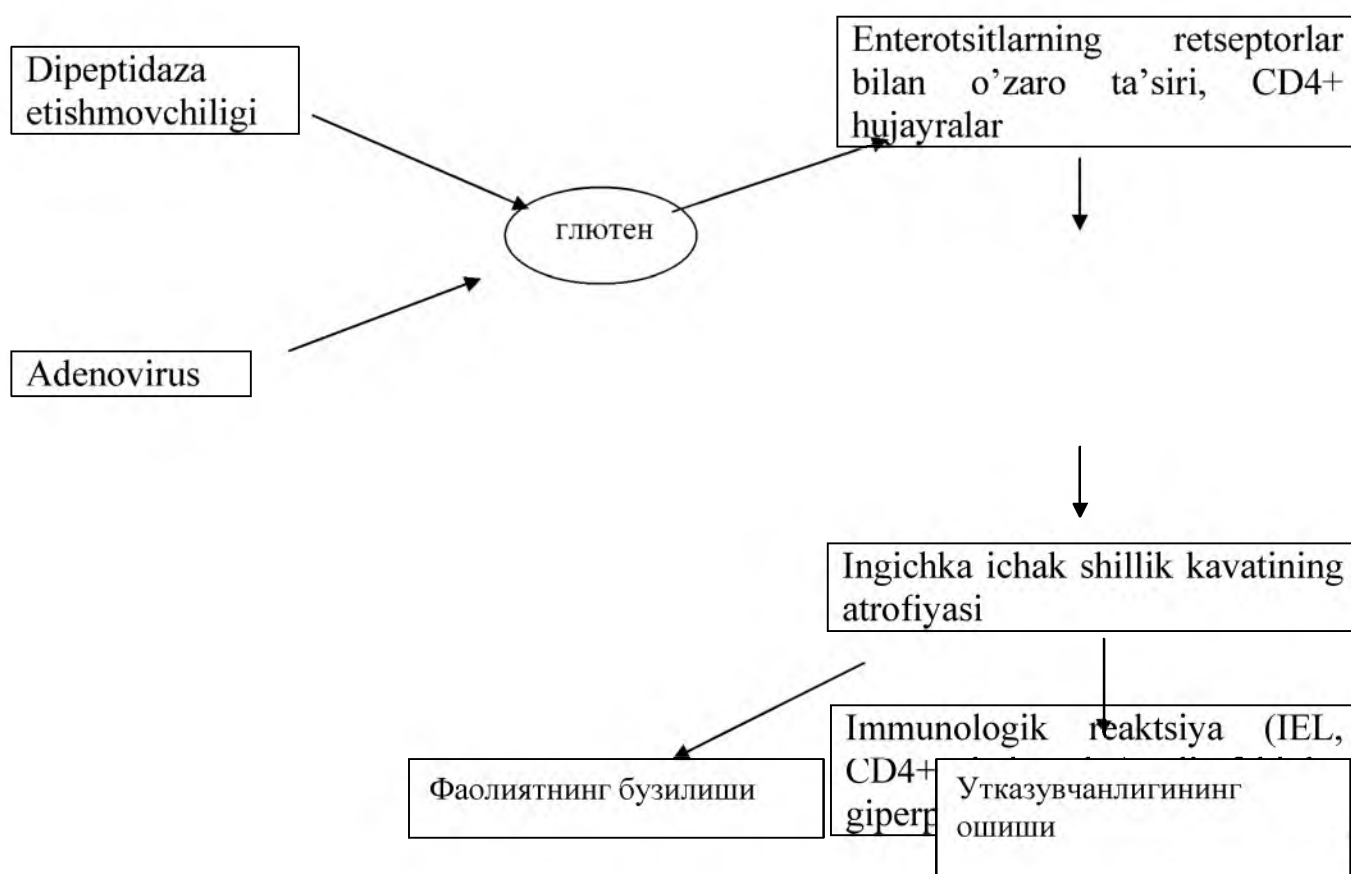 Dipeptidaza
etishmovchiligi
Enterotsitlarning retseptorlar
bilan o’zaro ta’siri, CD4+
hujayralar
глютен
Adenovirus
Ingichka ichak shillik kavatining
atrofiyasi
Immunologik reaktsiya (IEL,
CD4+
Фаолиятнинг бузилиши
Утказувчанлигининг
ошиши